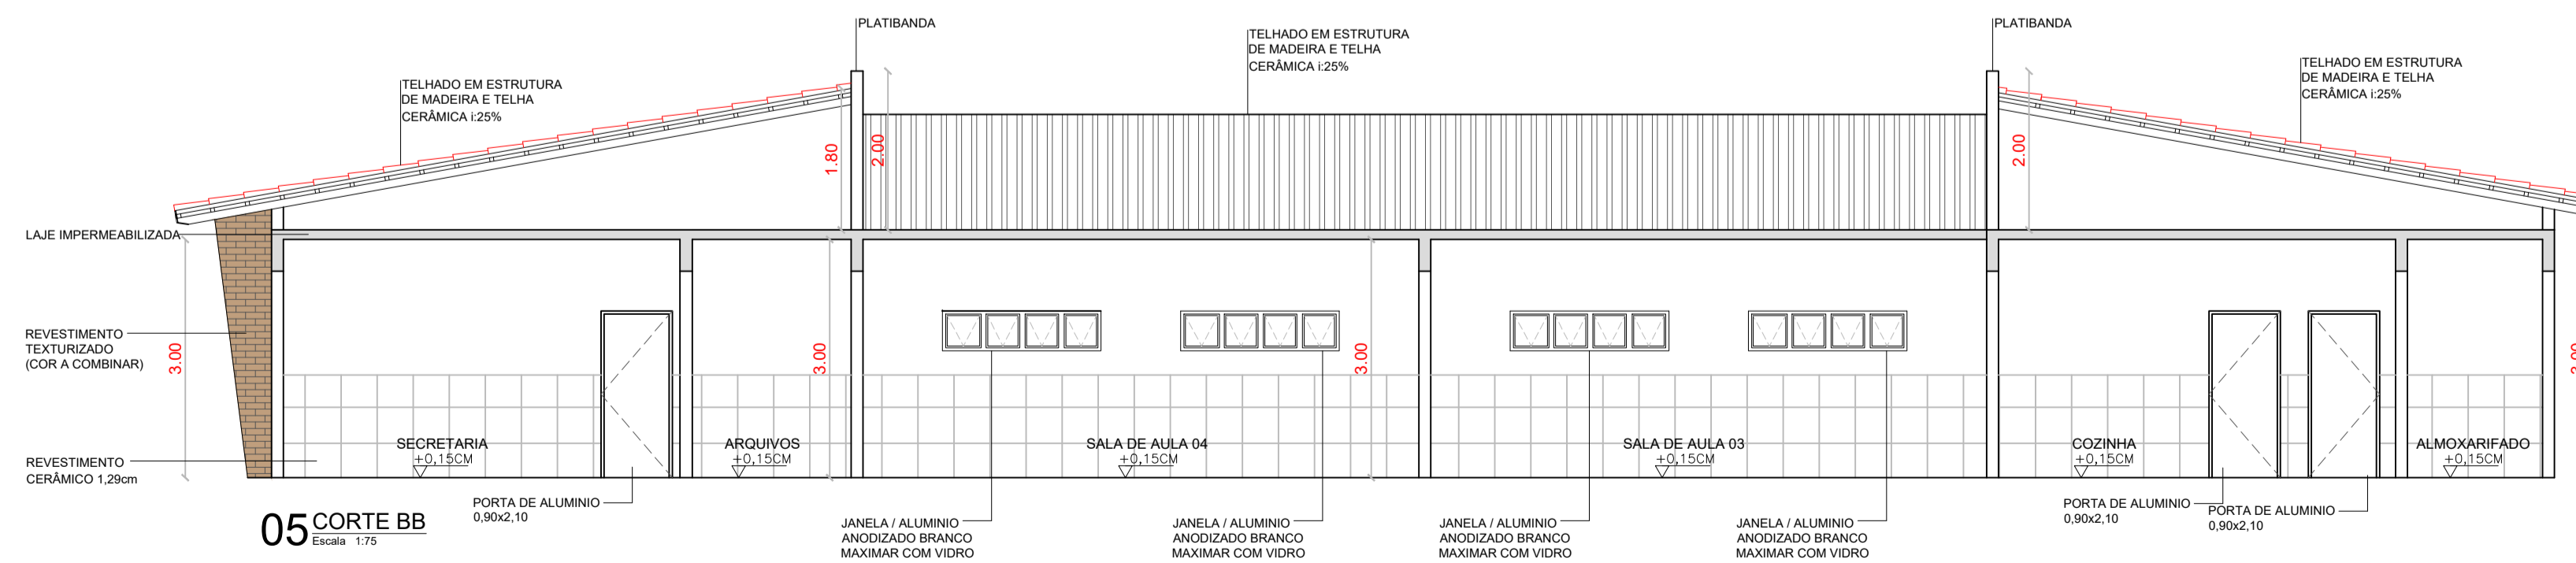 PLATIBANDA
PLATIBANDA
TELHADO EM ESTRUTURA
DE MADEIRA E TELHA
CERÂMICA i:25%
TELHADO EM ESTRUTURA
DE MADEIRA E TELHA
CERÂMICA i:25%
TELHADO EM ESTRUTURA
DE MADEIRA E TELHA
CERÂMICA i:25%
1.80
2.00
2.00
LAJE IMPERMEABILIZADA
REVESTIMENTO
TEXTURIZADO
(COR A COMBINAR)
3.00
3.00
3.00
3.00
REVESTIMENTO
CERÂMICO 1,29cm
SECRETARIA
+0,15CM
ARQUIVOS
+0,15CM
SALA DE AULA 04
+0,15CM
SALA DE AULA 03
+0,15CM
COZINHA
+0,15CM
ALMOXARIFADO
+0,15CM
PORTA DE ALUMINIO
0,90x2,10
JANELA / ALUMINIO
ANODIZADO BRANCO
MAXIMAR COM VIDRO
JANELA / ALUMINIO
ANODIZADO BRANCO
MAXIMAR COM VIDRO
JANELA / ALUMINIO
ANODIZADO BRANCO
MAXIMAR COM VIDRO
JANELA / ALUMINIO
ANODIZADO BRANCO
MAXIMAR COM VIDRO
PORTA DE ALUMINIO
0,90x2,10
PORTA DE ALUMINIO
0,90x2,10
05 CORTE BB
Escala 1:75